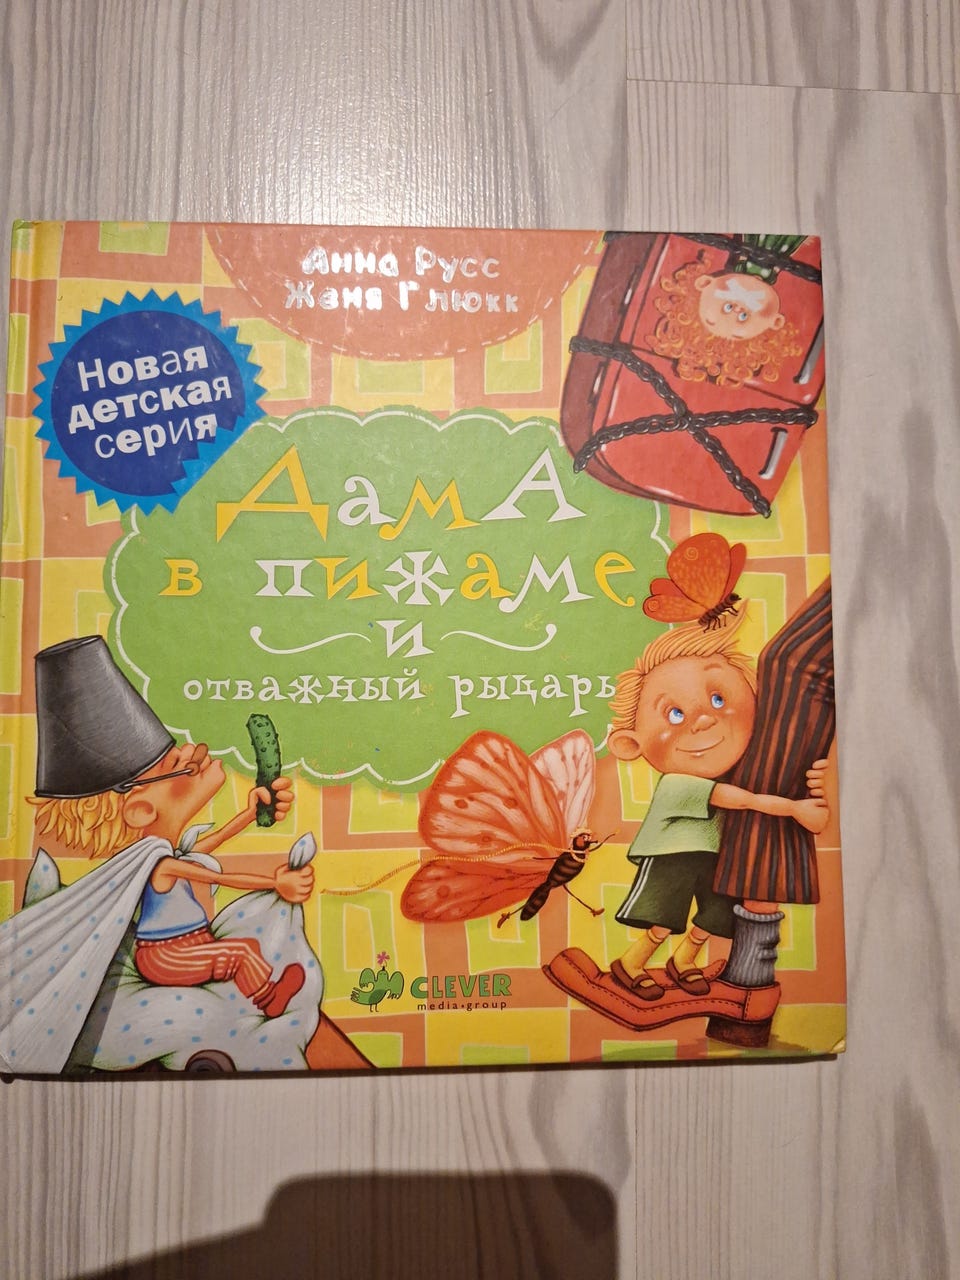 Анна Русс
Женя Глюкк
Новая
детская
серия
ДамА
в пижаме
и
отважный рыцарь
CLEVER
media•group